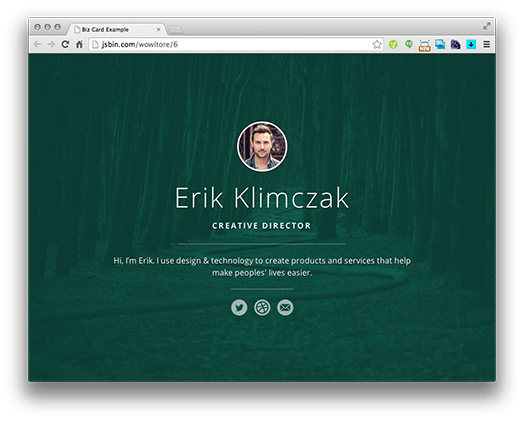 Biz Card Example
jsbin.com/wowitore/6
NEW
Erik Klimczak
CREATIVE DIRECTOR
Hi, I'm Erik. I use design & technology to create products and services that help
make peoples' lives easier.